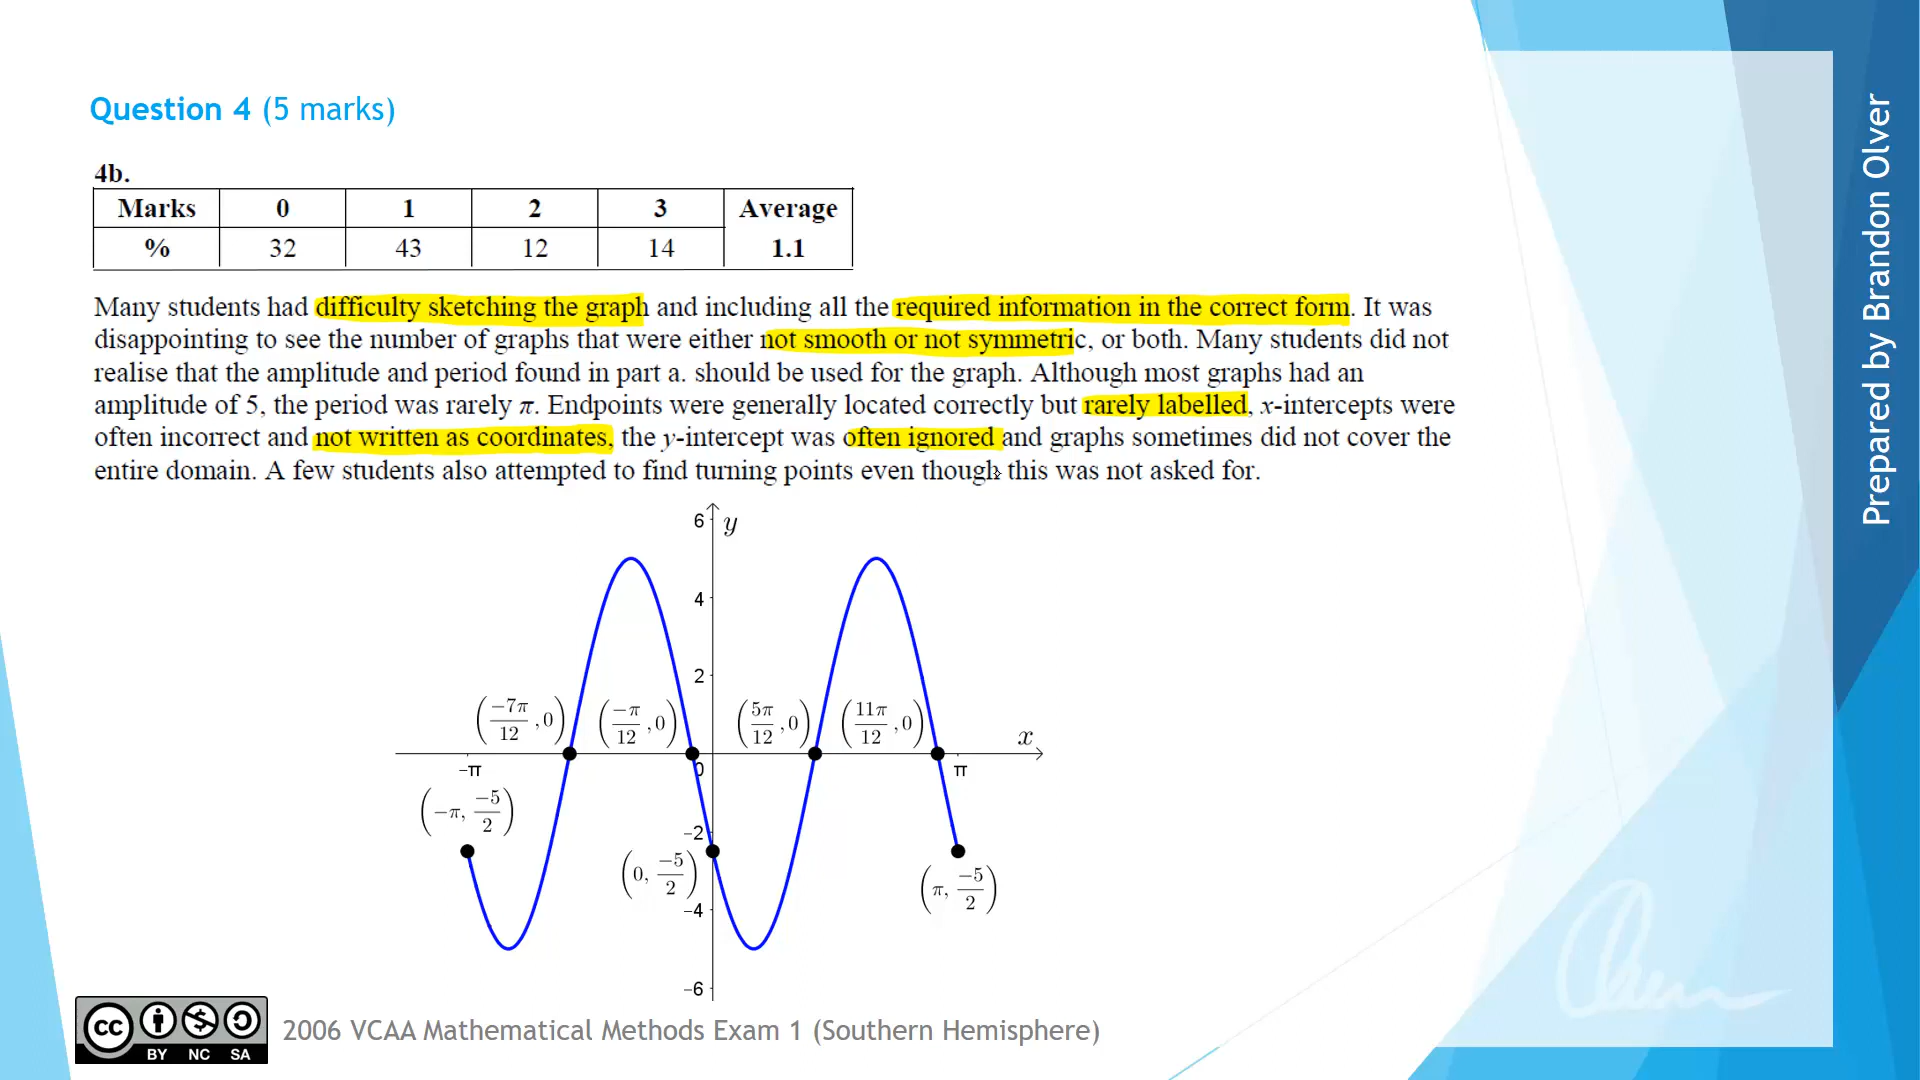 Question 4 (5 marks)
4b.
Marks 0 1 2 3 Average
% 32 43 12 14 1.1
Many students had difficulty sketching the graph and including all the required information in the correct form. It was
disappointing to see the number of graphs that were either not smooth or not symmetric, or both. Many students did not
realise that the amplitude and period found in part a. should be used for the graph. Although most graphs had an
amplitude of 5, the period was rarely π. Endpoints were generally located correctly but rarely labelled, x-intercepts were
often incorrect and not written as coordinates, the y-intercept was often ignored and graphs sometimes did not cover the
entire domain. A few students also attempted to find turning points even though this was not asked for.
6 y
4
2
(-7π/12, 0) (-π/12, 0) (5π/12, 0) (11π/12, 0)
x
-π 0 π
(-π, -5/2)
-2
(0, -5/2)
(π, -5/2)
-4
-6
cc BY NC SA
2006 VCAA Mathematical Methods Exam 1 (Southern Hemisphere)
Prepared by Brandon Olver